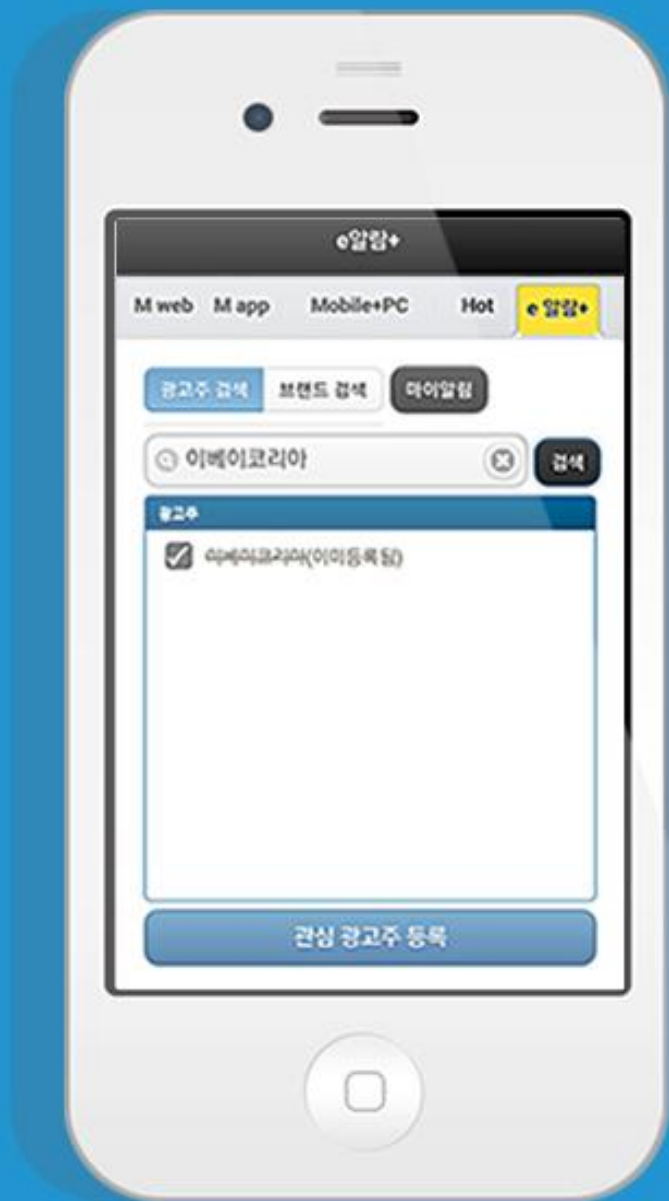 e알람+
M web M app Mobile+PC Hot e 알람+
광고주 검색 브랜드 검색 마이알림
이베이코리아 검색
광고주
이베이코리아(이미등록됨)
관심 광고주 등록